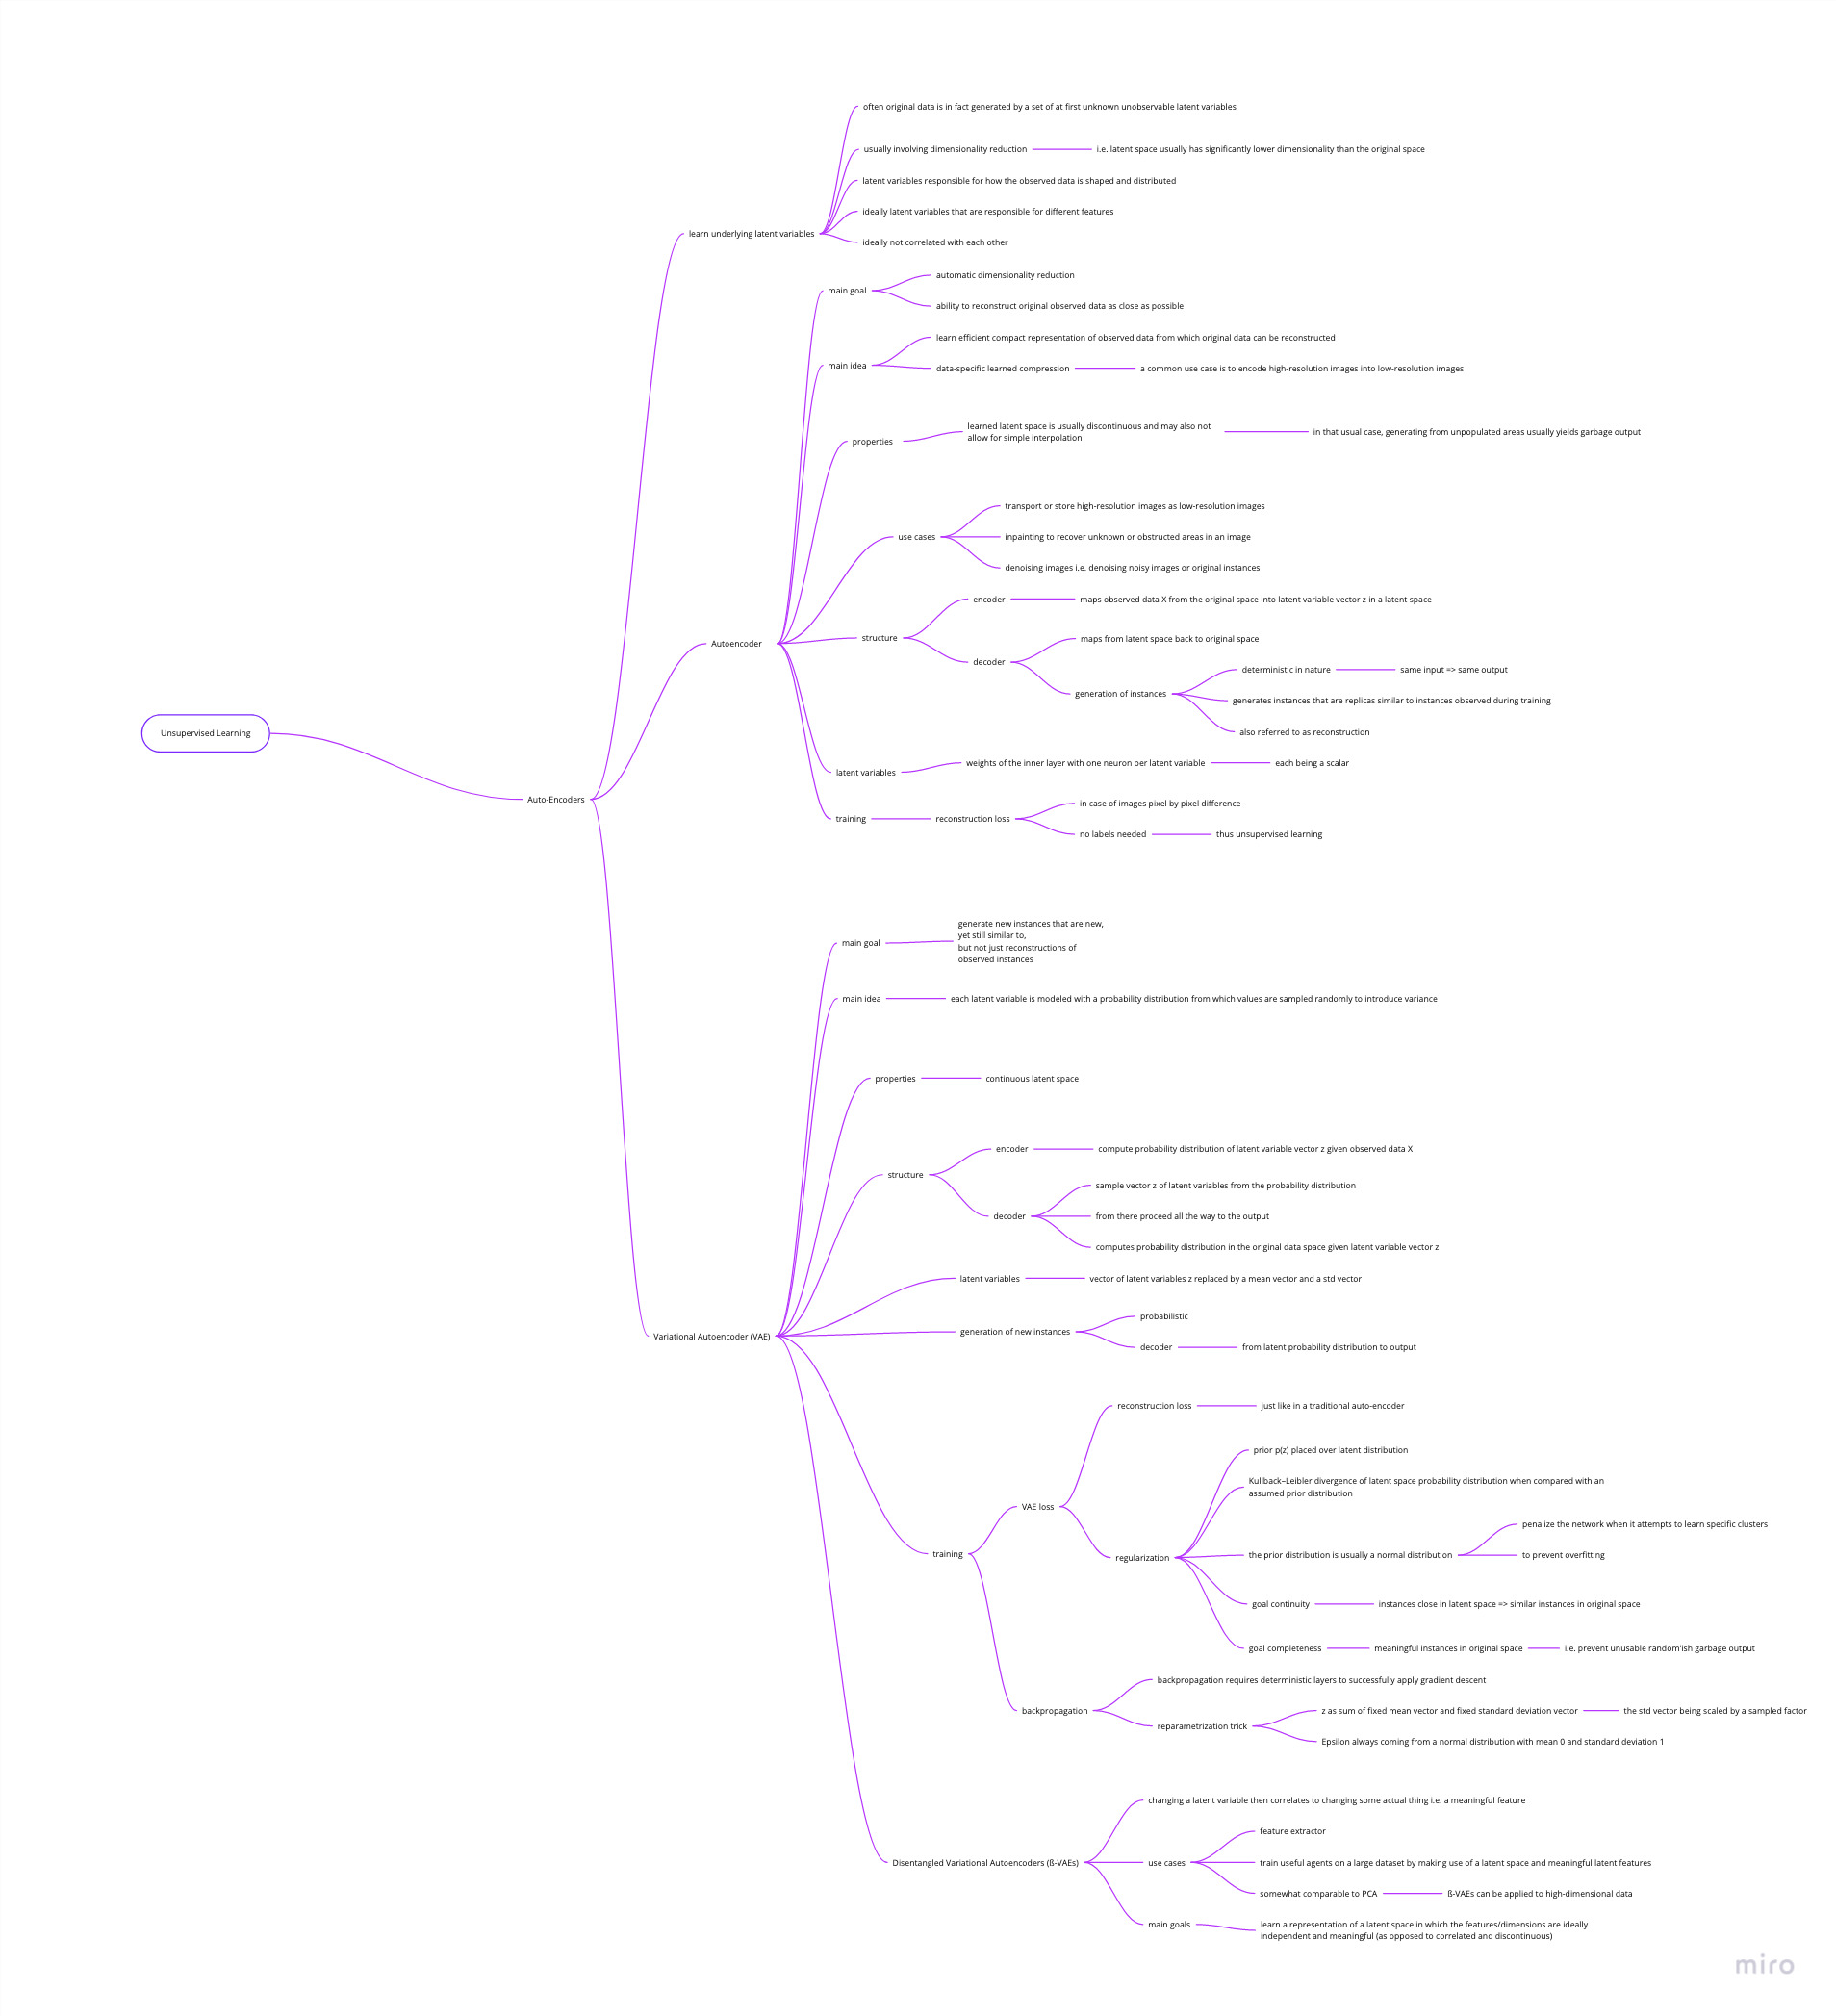 Unsupervised Learning
Auto-Encoders
learn underlying latent variables
often original data is in fact generated by a set of at first unknown unobservable latent variables
usually involving dimensionality reduction
i.e. latent space usually has significantly lower dimensionality than the original space
latent variables responsible for how the observed data is shaped and distributed
ideally latent variables that are responsible for different features
ideally not correlated with each other
Autoencoder
main goal
automatic dimensionality reduction
ability to reconstruct original observed data as close as possible
main idea
learn efficient compact representation of observed data from which original data can be reconstructed
data-specific learned compression
a common use case is to encode high-resolution images into low-resolution images
properties
learned latent space is usually discontinuous and may also not
allow for simple interpolation
in that usual case, generating from unpopulated areas usually yields garbage output
use cases
transport or store high-resolution images as low-resolution images
inpainting to recover unknown or obstructed areas in an image
denoising images i.e. denoising noisy images or original instances
structure
encoder
maps observed data X from the original space into latent variable vector z in a latent space
decoder
maps from latent space back to original space
generation of instances
deterministic in nature
same input => same output
generates instances that are replicas similar to instances observed during training
also referred to as reconstruction
latent variables
weights of the inner layer with one neuron per latent variable
each being a scalar
training
reconstruction loss
in case of images pixel by pixel difference
no labels needed
thus unsupervised learning
Variational Autoencoder (VAE)
main goal
generate new instances that are new,
yet still similar to,
but not just reconstructions of
observed instances
main idea
each latent variable is modeled with a probability distribution from which values are sampled randomly to introduce variance
properties
continuous latent space
structure
encoder
compute probability distribution of latent variable vector z given observed data X
decoder
sample vector z of latent variables from the probability distribution
from there proceed all the way to the output
computes probability distribution in the original data space given latent variable vector z
latent variables
vector of latent variables z replaced by a mean vector and a std vector
generation of new instances
probabilistic
decoder
from latent probability distribution to output
training
VAE loss
reconstruction loss
just like in a traditional auto-encoder
regularization
prior p(z) placed over latent distribution
Kullback–Leibler divergence of latent space probability distribution when compared with an
assumed prior distribution
the prior distribution is usually a normal distribution
penalize the network when it attempts to learn specific clusters
to prevent overfitting
goal continuity
instances close in latent space => similar instances in original space
goal completeness
meaningful instances in original space
i.e. prevent unusable random'ish garbage output
backpropagation
backpropagation requires deterministic layers to successfully apply gradient descent
reparametrization trick
z as sum of fixed mean vector and fixed standard deviation vector
the std vector being scaled by a sampled factor
Epsilon always coming from a normal distribution with mean 0 and standard deviation 1
Disentangled Variational Autoencoders (ß-VAEs)
changing a latent variable then correlates to changing some actual thing i.e. a meaningful feature
use cases
feature extractor
train useful agents on a large dataset by making use of a latent space and meaningful latent features
somewhat comparable to PCA
ß-VAEs can be applied to high-dimensional data
main goals
learn a representation of a latent space in which the features/dimensions are ideally
independent and meaningful (as opposed to correlated and discontinuous)
miro